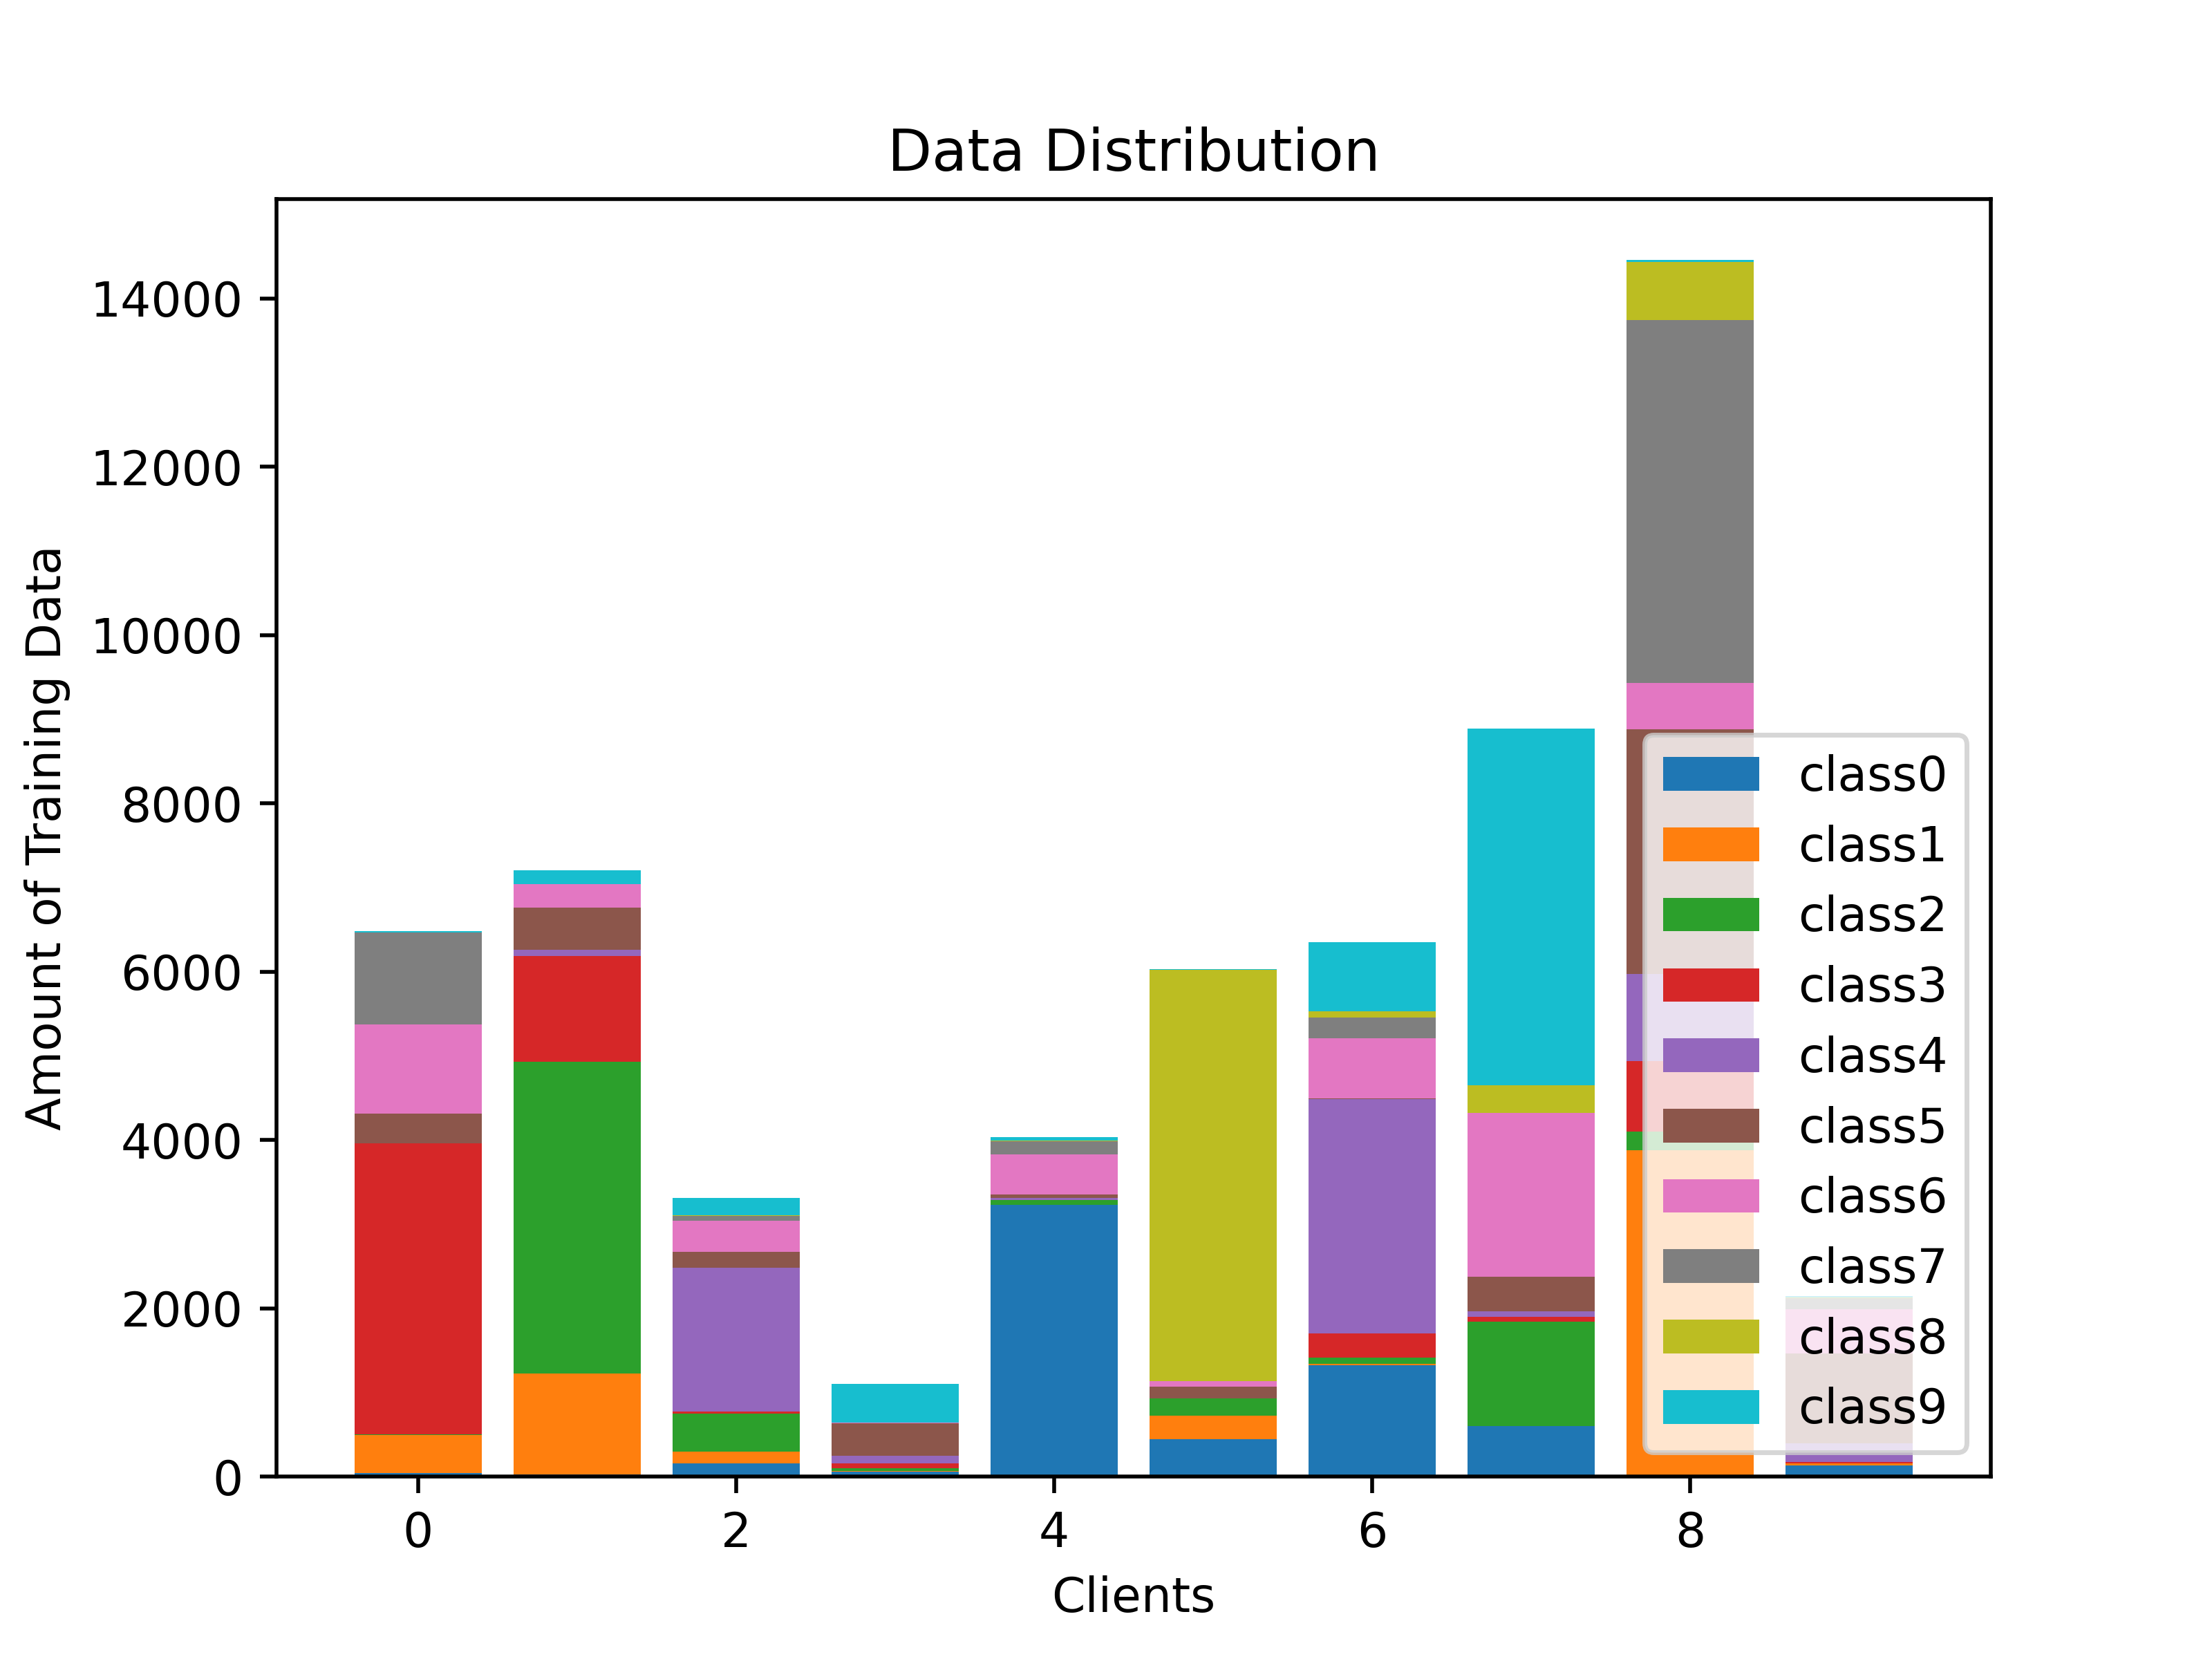 Data Distribution
Amount of Training Data
14000
12000
10000
8000
6000
4000
2000
0
0 2 4 6 8
Clients
class0
class1
class2
class3
class4
class5
class6
class7
class8
class9